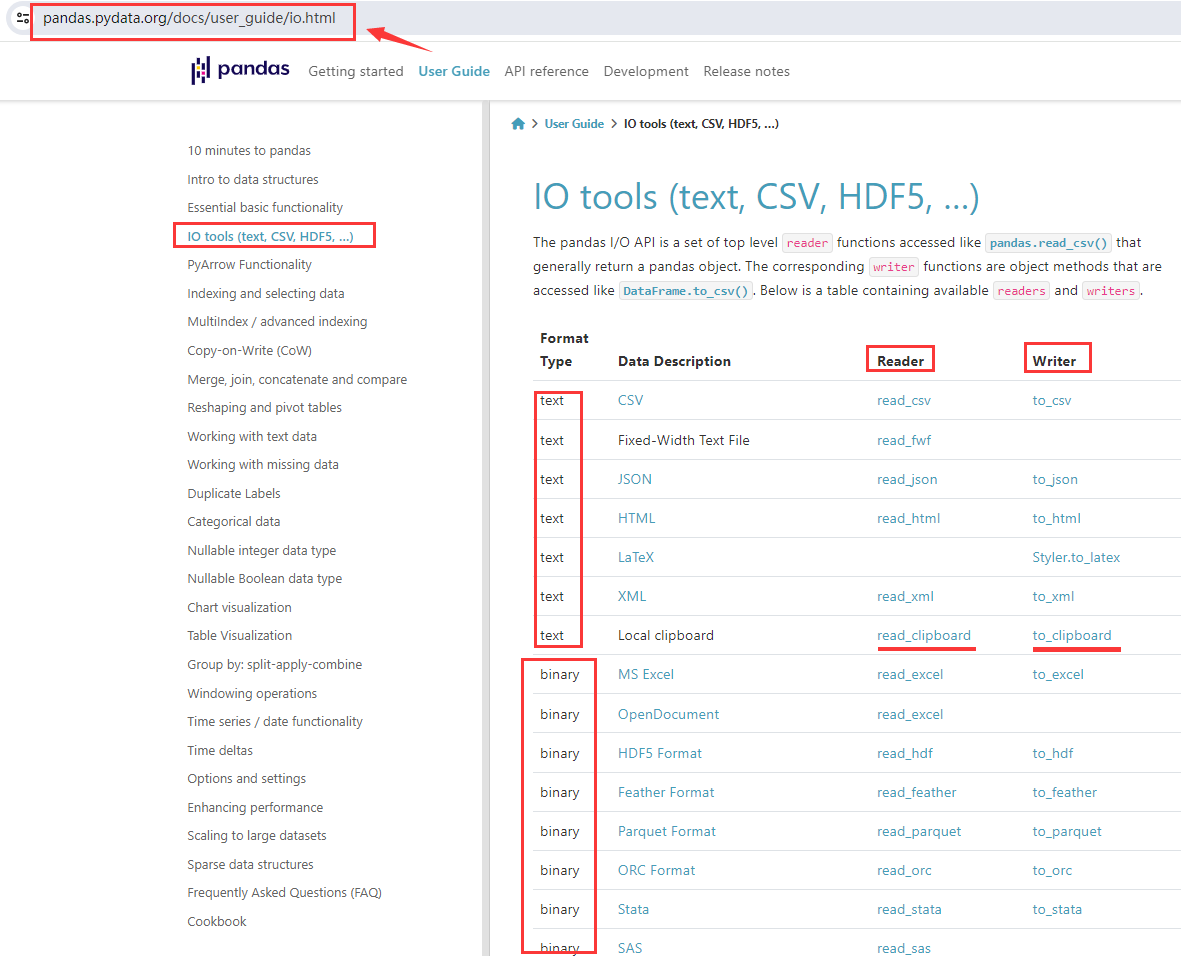 pandas.pydata.org/docs/user_guide/io.html
pandas
Getting started User Guide API reference Development Release notes
10 minutes to pandas
Intro to data structures
Essential basic functionality
IO tools (text, CSV, HDF5, ...)
PyArrow Functionality
Indexing and selecting data
MultiIndex / advanced indexing
Copy-on-Write (CoW)
Merge, join, concatenate and compare
Reshaping and pivot tables
Working with text data
Working with missing data
Duplicate Labels
Categorical data
Nullable integer data type
Nullable Boolean data type
Chart visualization
Table Visualization
Group by: split-apply-combine
Windowing operations
Time series / date functionality
Time deltas
Options and settings
Enhancing performance
Scaling to large datasets
Sparse data structures
Frequently Asked Questions (FAQ)
Cookbook
User Guide > IO tools (text, CSV, HDF5, ...)
IO tools (text, CSV, HDF5, ...)
The pandas I/O API is a set of top level reader functions accessed like pandas.read_csv() that
generally return a pandas object. The corresponding writer functions are object methods that are
accessed like DataFrame.to_csv(). Below is a table containing available readers and writers.
Format
Type Data Description Reader Writer
text CSV read_csv to_csv
text Fixed-Width Text File read_fwf
text JSON read_json to_json
text HTML read_html to_html
text LaTeX Styler.to_latex
text XML read_xml to_xml
text Local clipboard read_clipboard to_clipboard
binary MS Excel read_excel to_excel
binary OpenDocument read_excel
binary HDF5 Format read_hdf to_hdf
binary Feather Format read_feather to_feather
binary Parquet Format read_parquet to_parquet
binary ORC Format read_orc to_orc
binary Stata read_stata to_stata
binary SAS read_sas